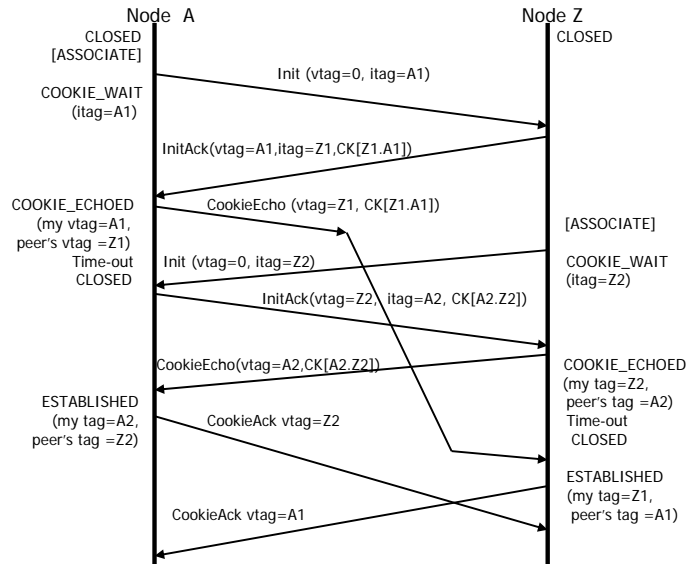 Node A
Node Z
CLOSED
[ASSOCIATE]
CLOSED
Init (vtag=0, itag=A1)
COOKIE_WAIT
(itag=A1)
InitAck(vtag=A1,itag=Z1,CK[Z1.A1])
COOKIE_ECHOED
(my vtag=A1,
peer's vtag =Z1)
Time-out
CLOSED
CookieEcho (vtag=Z1, CK[Z1.A1])
[ASSOCIATE]
Init (vtag=0, itag=Z2)
COOKIE_WAIT
(itag=Z2)
InitAck(vtag=Z2, itag=A2, CK[A2.Z2])
CookieEcho(vtag=A2,CK[A2.Z2])
COOKIE_ECHOED
(my tag=Z2,
peer's tag =A2)
Time-out
CLOSED
ESTABLISHED
(my tag=A2,
peer's tag =Z2)
CookieAck vtag=Z2
ESTABLISHED
(my tag=Z1,
peer's tag =A1)
CookieAck vtag=A1